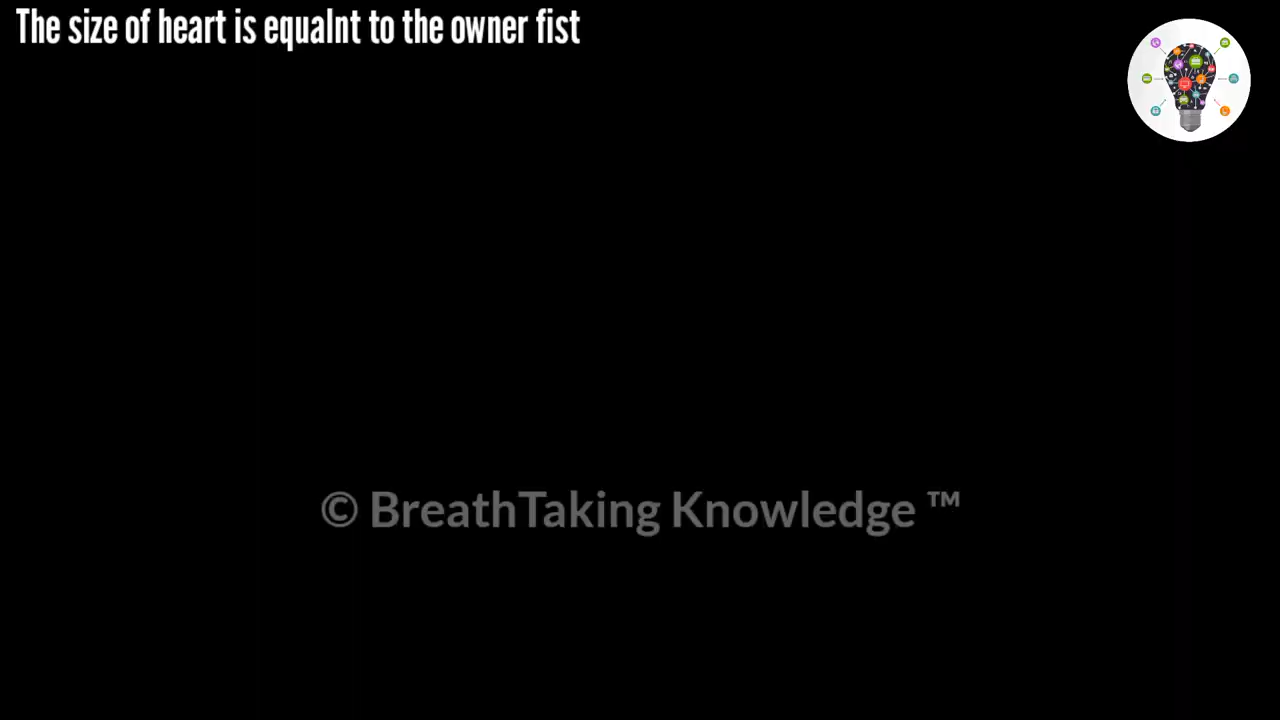 The size of heart is equalnt to the owner fist
© BreathTaking Knowledge ™